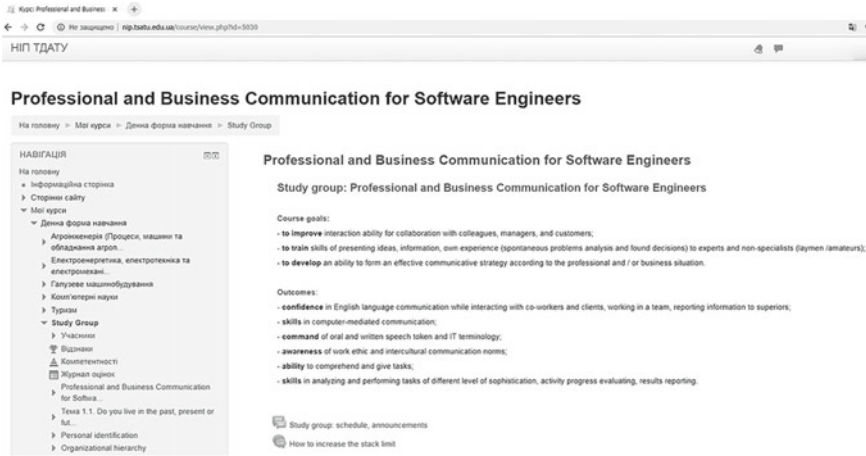 Курс: Professional and Business
Не защищено | nip.tsatu.edu.ua/course/view.php?id=5039
НІП ТДАТУ
Professional and Business Communication for Software Engineers
На головну ► Мої курси ► Денна форма навчання ► Study Group
НАВІГАЦІЯ
На головну
Інформаційна сторінка
Сторінки сайту
Мої курси
Денна форма навчання
Агроінженерія (Процеси, машини та
обладнання агроп...
Електроенергетика, електротехніка та
електромехані...
Галузеве машинобудування
Комп'ютерні науки
Туризм
Study Group
Учасники
Відзнаки
Компетентності
Журнал оцінок
Professional and Business Communication
for Softwa...
Тема 1.1. Do you live in the past, present or
fut...
Personal identification
Organizational hierarchy
Professional and Business Communication for Software Engineers
Study group: Professional and Business Communication for Software Engineers
Course goals:
- to improve interaction ability for collaboration with colleagues, managers, and customers;
- to train skills of presenting ideas, information, own experience (spontaneous problems analysis and found decisions) to experts and non-specialists (laymen /amateurs);
- to develop an ability to form an effective communicative strategy according to the professional and / or business situation.
Outcomes:
- confidence in English language communication while interacting with co-workers and clients, working in a team, reporting information to superiors;
- skills in computer-mediated communication;
- command of oral and written speech token and IT terminology;
- awareness of work ethic and intercultural communication norms;
- ability to comprehend and give tasks;
- skills in analyzing and performing tasks of different level of sophistication, activity progress evaluating, results reporting.
Study group: schedule, announcements
How to increase the stack limit